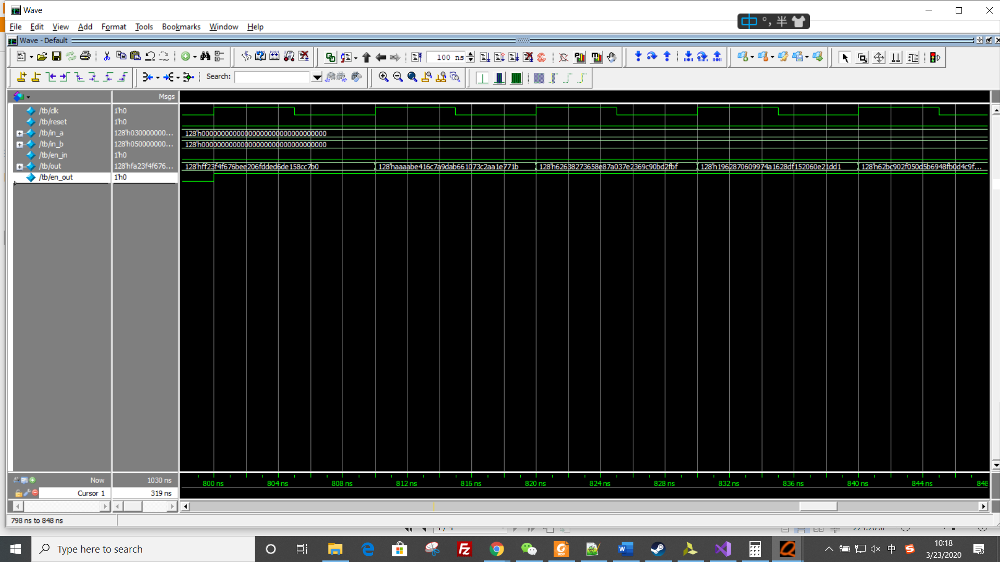 Wave
File Edit View Add Format Tools Bookmarks Window Help
中 °, 半
Wave - Default
100 ns
Search:
Msgs
/tb/clk 1'h0
/tb/reset 1'h0
/tb/in_a 128'h030000000... 128'h00000000000000000000000000000000
/tb/in_b 128'h050000000... 128'h00000000000000000000000000000000
/tb/en_in 1'h0
/tb/out 128'hfa23f4f676... 128'hff23f4f676bee206fdded6de158cc7b0 128'haaaabe416c7a9dab661073c2aa1e771b 128'h62638273658e87a037e2369c90bd2fbf 128'h1962870609974a1628df152060e21dd1 128'h62bc902f050d5b6948fb0d4c9f...
/tb/en_out 1'h0
Now 1030 ns
800 ns 804 ns 808 ns 812 ns 816 ns 820 ns 824 ns 828 ns 832 ns 836 ns 840 ns 844 ns 848
Cursor 1 319 ns
798 ns to 848 ns
Type here to search
中
10:18
3/23/2020